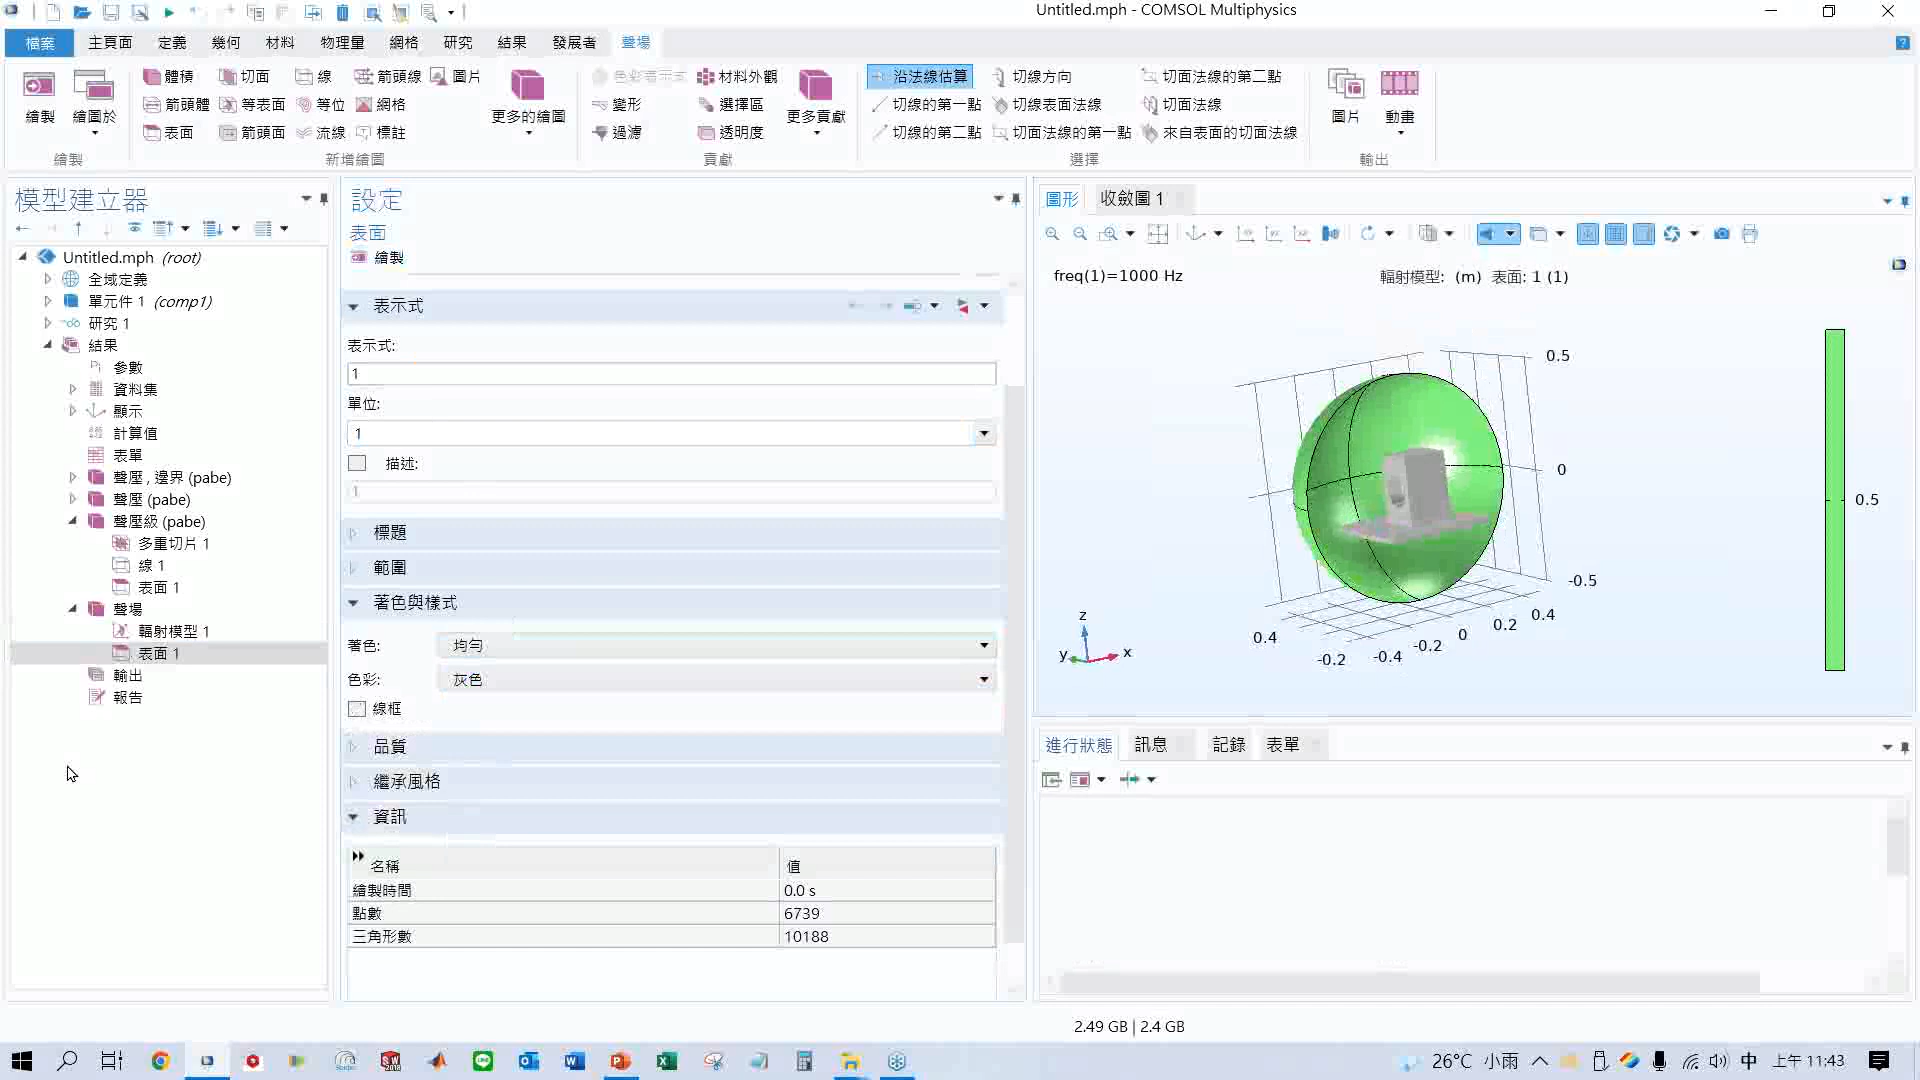 Untitled.mph - COMSOL Multiphysics
檔案 主頁面 定義 幾何 材料 物理量 網格 研究 結果 發展者 聲場
體積 切面 線 箭頭線 圖片
箭頭體 等表面 等位 網格
表面 箭頭面 流線 標註
繪製 繪圖於 更多的繪圖
色彩表示式 材料外觀
變形 選擇區
過濾 透明度
更多貢獻
沿法線估算 切線方向 切面法線的第二點
切線的第一點 切線表面法線 切面法線
切線的第二點 切面法線的第一點 來自表面的切面法線
圖片 動畫
繪製 新增繪圖 貢獻 選擇 輸出
模型建立器
Untitled.mph (root)
全域定義
單元件 1 (comp1)
研究 1
結果
參數
資料集
顯示
計算值
表單
聲壓 , 邊界 (pabe)
聲壓 (pabe)
聲壓級 (pabe)
多重切片 1
線 1
表面 1
聲場
輻射模型 1
表面 1
輸出
報告
設定
表面
繪製
表示式
表示式:
1
單位:
1
描述:
1
標題
範圍
著色與樣式
著色: 均勻
色彩: 灰色
線框
品質
繼承風格
資訊
名稱 值
繪製時間 0.0 s
點數 6739
三角形數 10188
圖形 收斂圖 1
freq(1)=1000 Hz 輻射模型: (m) 表面: 1 (1)
0.5
0
-0.5
0.4
0.2
0
-0.2
-0.4
-0.2
0.4
z
y x
0.5
進行狀態 訊息 記錄 表單
2.49 GB | 2.4 GB
26°C 小雨 中 上午 11:43